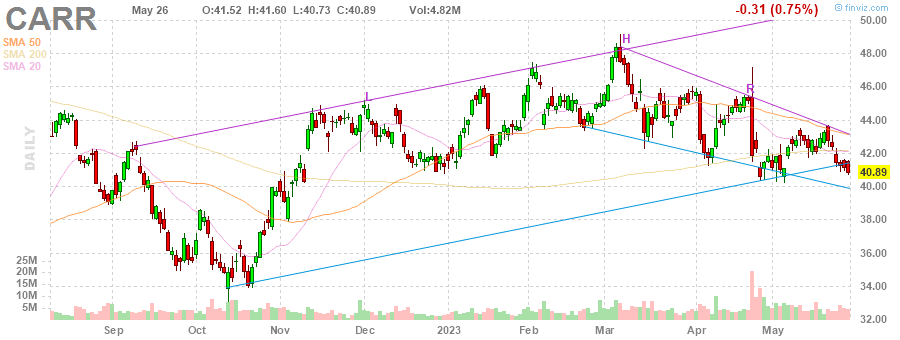 CARR May 26 O:41.52 H:41.60 L:40.73 C:40.89 Vol:4.82M -0.31 (0.75%) © finviz.com
SMA 50
SMA 200
SMA 20
DAILY
50.00
48.00
46.00
44.00
42.00
40.89
40.00
38.00
36.00
34.00
32.00
L
H
R
25M
20M
15M
10M
5M
Sep Oct Nov Dec 2023 Feb Mar Apr May